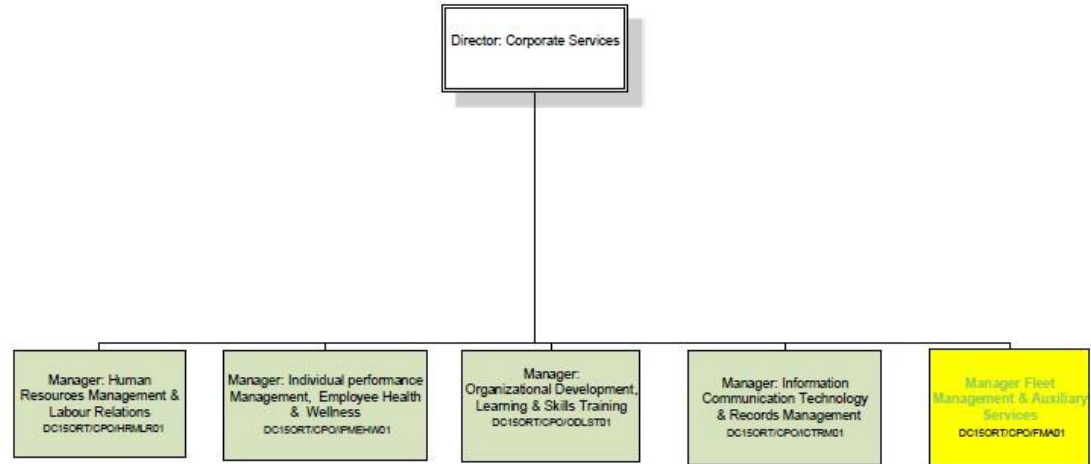 Director: Corporate Services
Manager: Human
Resources Management &
Labour Relations
DC15ORT/CPO/HRMLR01
Manager: Individual performance
Management, Employee Health
& Wellness
DC15ORT/CPO/IPMEHW01
Manager:
Organizational Development,
Learning & Skills Training
DC15ORT/CPO/ODLST01
Manager: Information
Communication Technology
& Records Management
DC15ORT/CPO/ICTRM01
Manager Fleet
Management & Auxiliary
Services
DC15ORT/CPO/FMA01